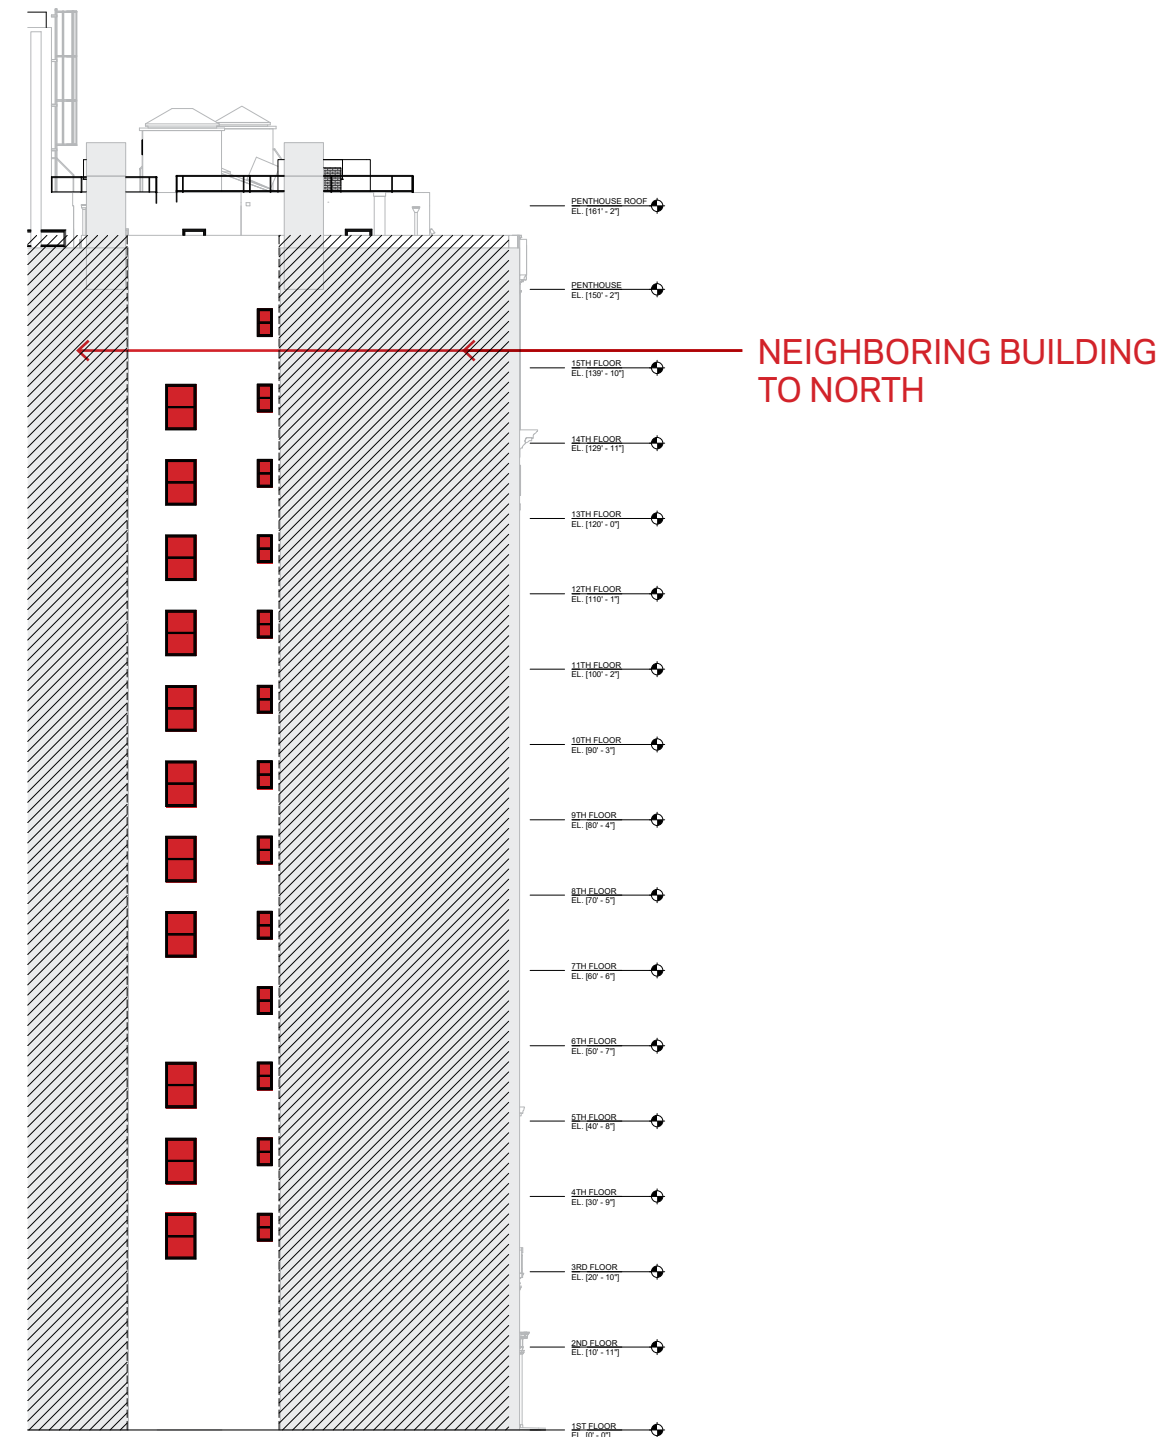 PENTHOUSE ROOF
EL. [161' - 2"]
PENTHOUSE
EL. [150' - 2"]
NEIGHBORING BUILDING
TO NORTH
15TH FLOOR
EL. [139' - 10"]
14TH FLOOR
EL. [129' - 11"]
13TH FLOOR
EL. [120' - 0"]
12TH FLOOR
EL. [110' - 1"]
11TH FLOOR
EL. [100' - 2"]
10TH FLOOR
EL. [90' - 3"]
9TH FLOOR
EL. [80' - 4"]
8TH FLOOR
EL. [70' - 5"]
7TH FLOOR
EL. [60' - 6"]
6TH FLOOR
EL. [50' - 7"]
5TH FLOOR
EL. [40' - 8"]
4TH FLOOR
EL. [30' - 9"]
3RD FLOOR
EL. [20' - 10"]
2ND FLOOR
EL. [10' - 11"]
1ST FLOOR
EL. [0' - 0"]